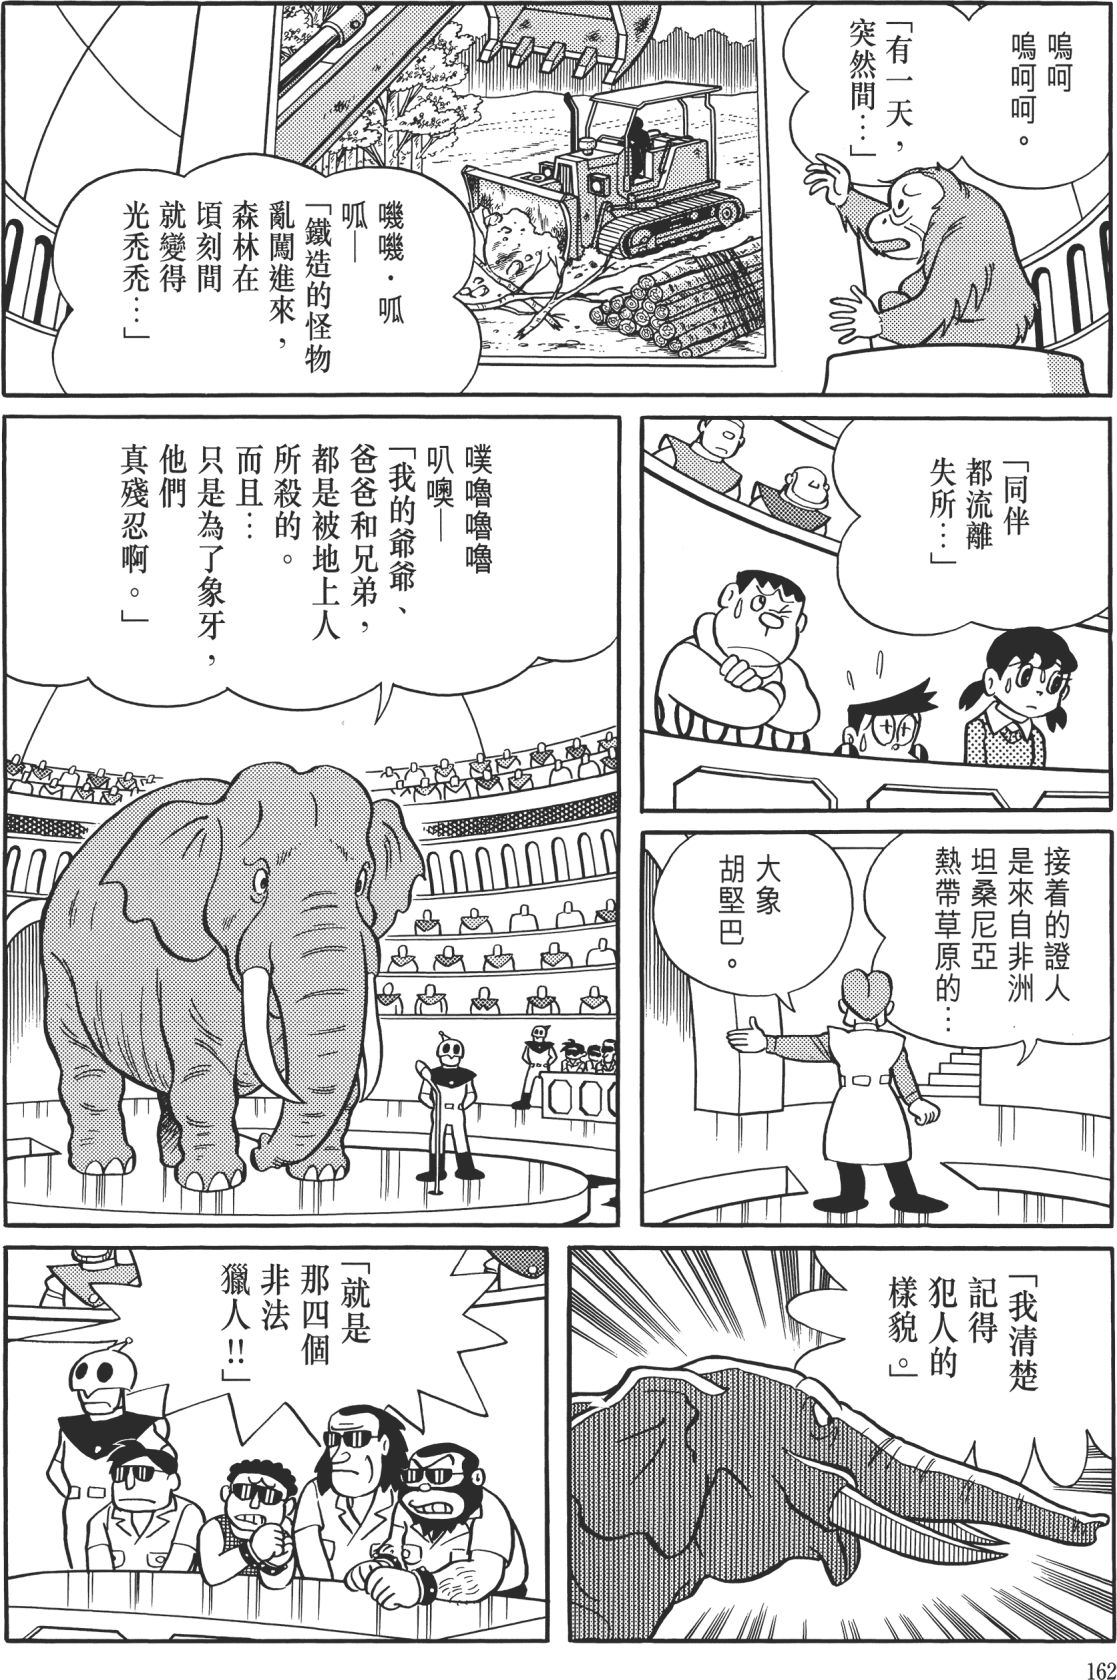 嗚呵
嗚呵呵。
「有一天，
突然間…」
嘰嘰．呱
呱—
「鐵造的怪物
亂闖進來，
森林在
頃刻間
就變得
光禿禿…」
「同伴
都流離
失所…」
接着的證人
是來自非洲
坦桑尼亞
熱帶草原的…
大象
胡堅巴。
噗嚕嚕嚕
叭噢—
「我的爺爺、
爸爸和兄弟，
都是被地上人
所殺的。
而且…
只是為了象牙，
他們
真殘忍啊。」
「我清楚
記得
犯人的
樣貌。」
「就是
那四個
非法
獵人!!」
162